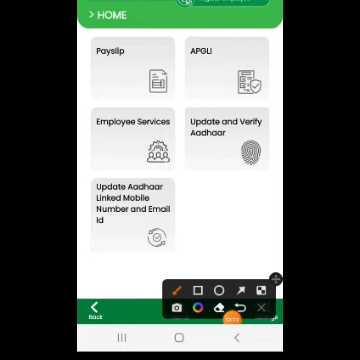 > HOME
Payslip
APGLI
Employee Services
Update and Verify
Aadhaar
Update Aadhaar
Linked Mobile
Number and Email
Id
Back